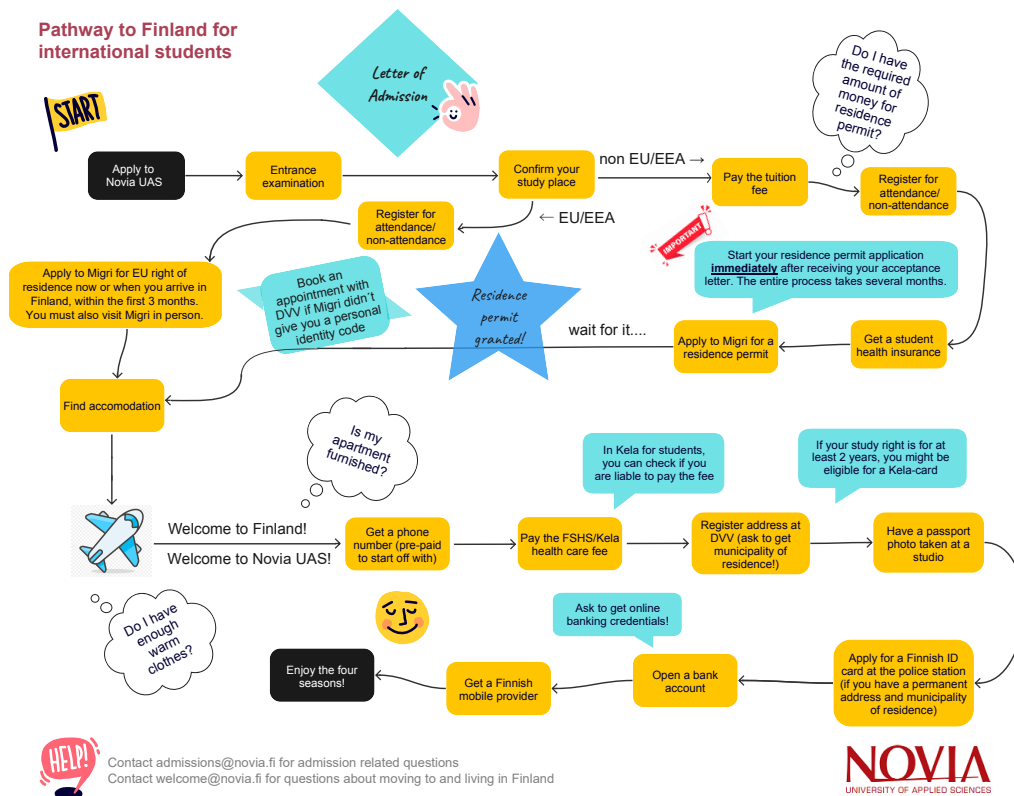 Pathway to Finland for
international students
START
Letter of
Admission
Do I have
the required
amount of
money for
residence
permit?
Apply to
Novia UAS
Entrance
examination
Confirm your
study place
non EU/EEA →
Pay the tuition
fee
Register for
attendance/
non-attendance
← EU/EEA
Register for
attendance/
non-attendance
IMPORTANT
Start your residence permit application
immediately after receiving your acceptance
letter. The entire process takes several months.
Apply to Migri for EU right of
residence now or when you arrive in
Finland, within the first 3 months.
You must also visit Migri in person.
Book an
appointment with
DVV if Migri didn´t
give you a personal
identity code
Residence
permit
granted!
wait for it....
Apply to Migri for a
residence permit
Get a student
health insurance
Find accomodation
Is my
apartment
furnished?
In Kela for students,
you can check if you
are liable to pay the fee
If your study right is for at
least 2 years, you might be
eligible for a Kela-card
Welcome to Finland!
Welcome to Novia UAS!
Get a phone
number (pre-paid
to start off with)
Pay the FSHS/Kela
health care fee
Register address at
DVV (ask to get
municipality of
residence!)
Have a passport
photo taken at a
studio
Do I have
enough
warm
clothes?
Ask to get online
banking credentials!
Enjoy the four
seasons!
Get a Finnish
mobile provider
Open a bank
account
Apply for a Finnish ID
card at the police station
(if you have a permanent
address and municipality
of residence)
HELP!
Contact admissions@novia.fi for admission related questions
Contact welcome@novia.fi for questions about moving to and living in Finland
NOVIA
UNIVERSITY OF APPLIED SCIENCES